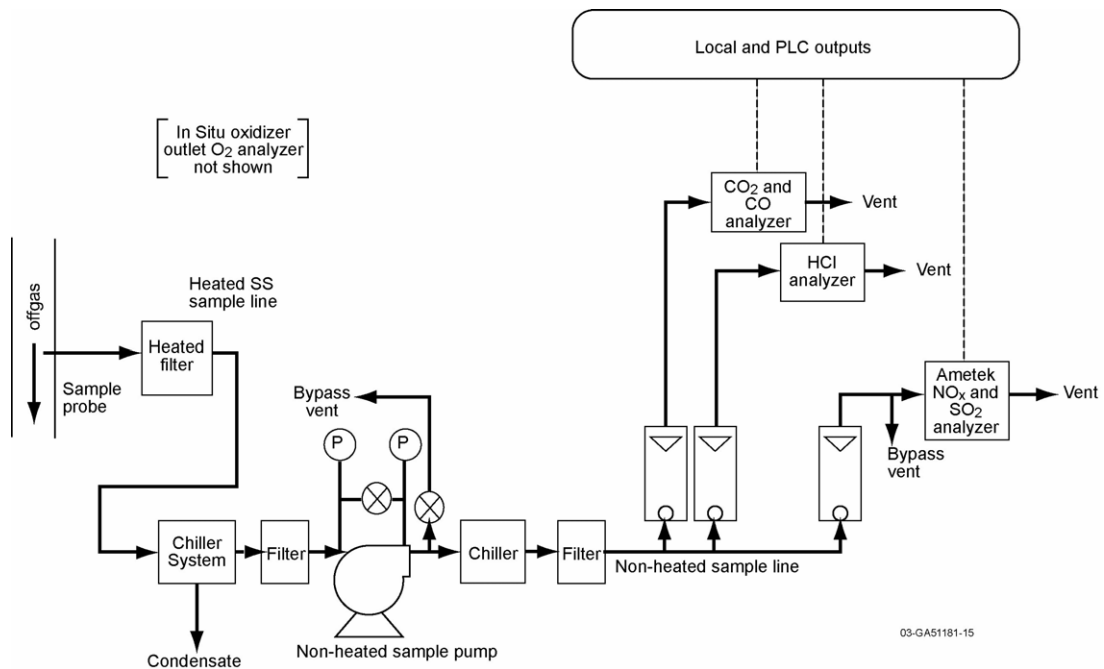 Local and PLC outputs
In Situ oxidizer
outlet O₂ analyzer
not shown
CO₂ and
CO
analyzer
Vent
HCl
analyzer
Vent
offgas
Heated SS
sample line
Heated
filter
Sample
probe
Bypass
vent
P
P
Ametek
NOₓ and
SO₂
analyzer
Vent
Bypass
vent
Chiller
System
Filter
Chiller
Filter
Non-heated sample line
Condensate
Non-heated sample pump
03-GA51181-15